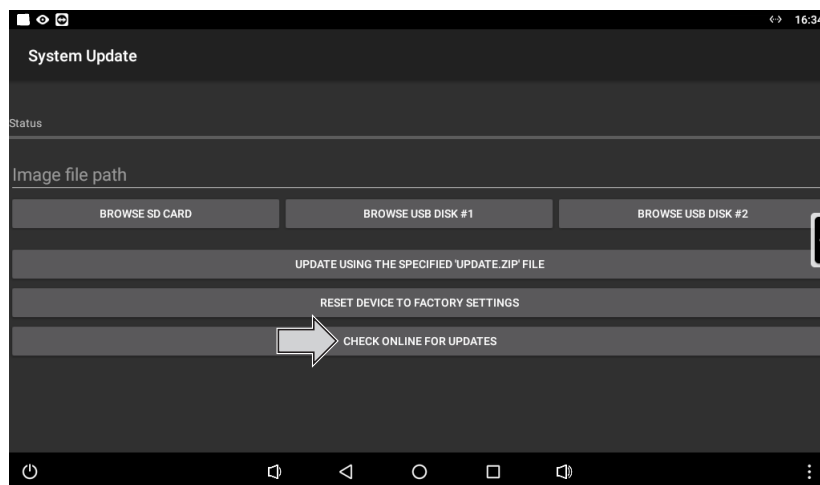 16:34
System Update
Status
Image file path
BROWSE SD CARD
BROWSE USB DISK #1
BROWSE USB DISK #2
UPDATE USING THE SPECIFIED 'UPDATE.ZIP' FILE
RESET DEVICE TO FACTORY SETTINGS
CHECK ONLINE FOR UPDATES